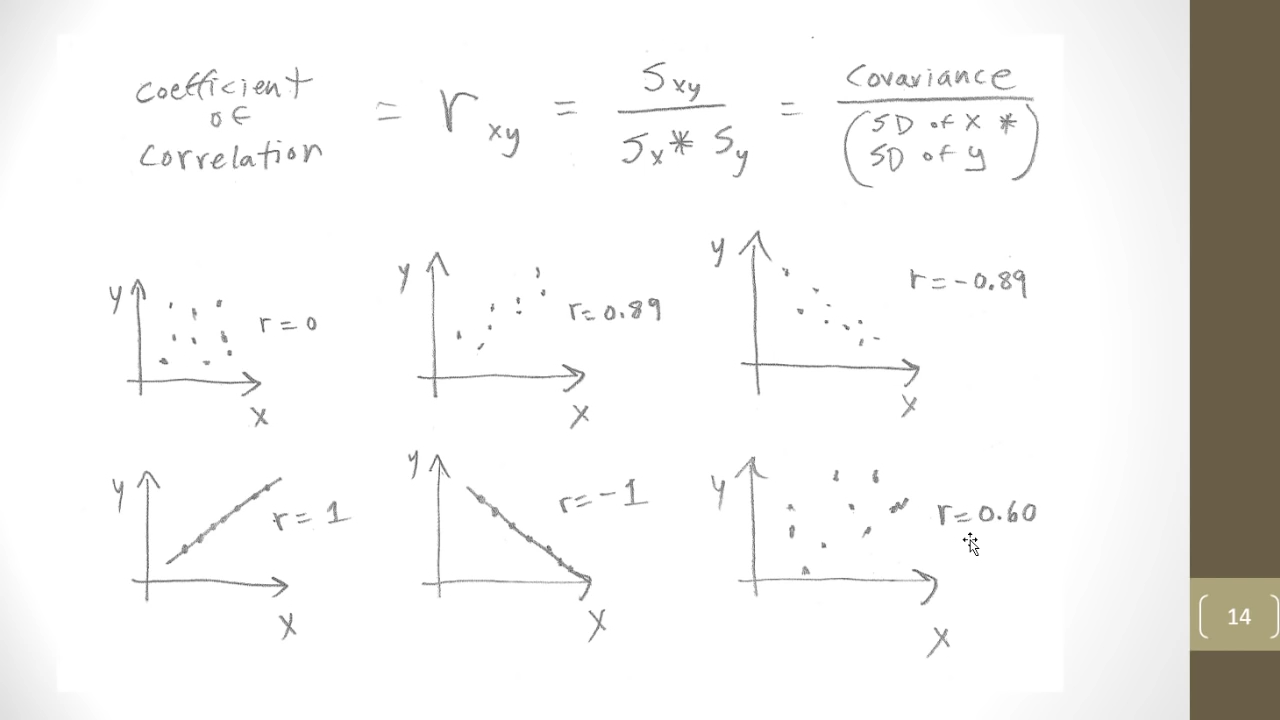 Coefficient
of
Correlation
= r xy = Sxy / Sx * Sy = Covariance / (SD of X * SD of y)
y
r = 0
X
y
r = 0.89
X
y
r = -0.89
X
y
r = 1
X
y
r = -1
X
y
r = 0.60
X
14